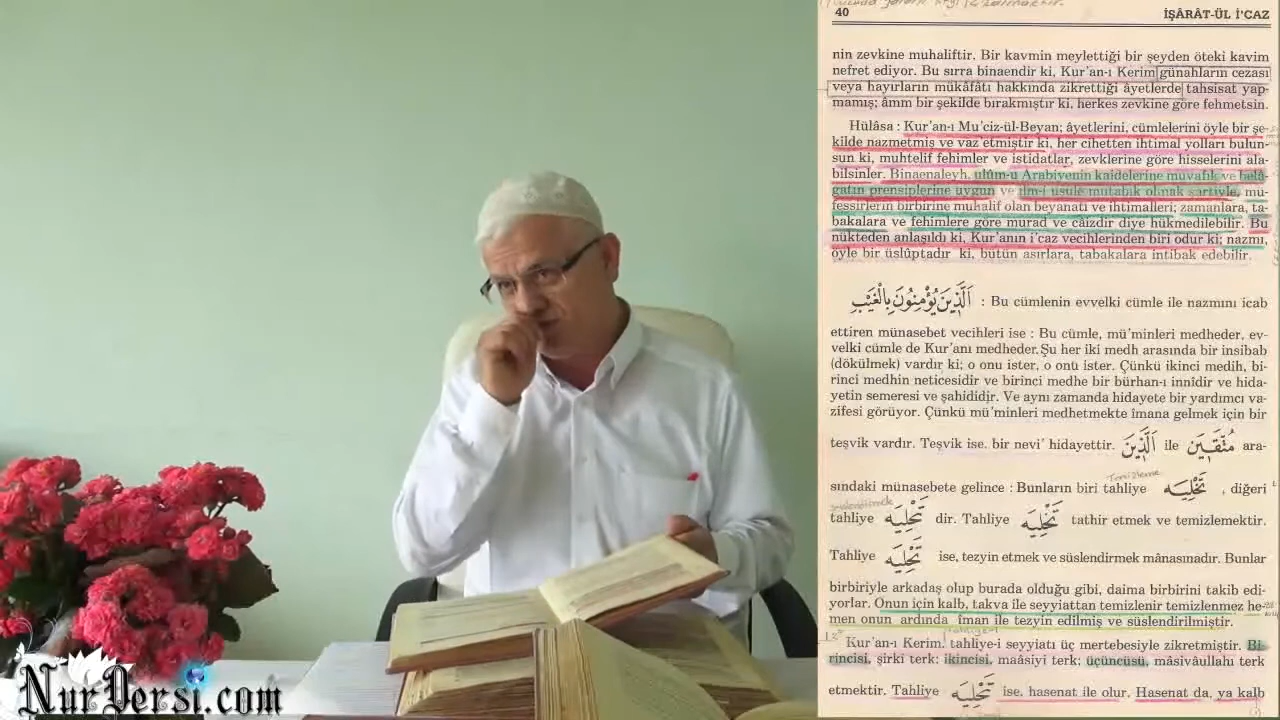 40
İŞÂRÂT-ÜL İ'CAZ
nin zevkine muhaliftir. Bir kavmin meylettiği bir şeyden öteki kavim
nefret ediyor. Bu sırra binaendir ki, Kur'an-ı Kerim günahların cezası
veya hayırların mükâfâtı hakkında zikrettiği âyetlerde tahsisat yap-
mamış; âmm bir şekilde bırakmıştır ki, herkes zevkine göre fehmetsin.
Hülâsa : Kur'an-ı Mu'ciz-ül-Beyan; âyetlerini, cümlelerini öyle bir şe-
kilde nazmetmiş ve vaz etmiştir ki, her cihetten ihtimal yolları bulun-
sun ki, muhtelif fehimler ve istidatlar, zevklerine göre hisselerini ala-
bilsinler. Binaenaleyh, ulûm-u Arabiyenin kaidelerine muvafık ve belâ-
gatın prensiplerine uygun ve ilm-i usule mutabık olmak şartiyle, mü-
fessirlerin birbirine muhalif olan beyanatı ve ihtimalleri; zamanlara, ta-
bakalara ve fehimlere göre murad ve câizdir diye hükmedilebilir. Bu
nükteden anlaşıldı ki, Kur'anın i'caz vecihlerinden biri odur ki; nazmı,
öyle bir üslûptadır ki, bütün asırlara, tabakalara intibak edebilir.
اَلَّذِينَ يُؤْمِنُونَ بِالْغَيْبِ : Bu cümlenin evvelki cümle ile nazmını icab
ettiren münasebet vecihleri ise : Bu cümle, mü'minleri medheder, ev-
velki cümle de Kur'anı medheder. Şu her iki medh arasında bir insibab
(dökülmek) vardır ki; o onu ister, o onu ister. Çünkü ikinci medih, bi-
rinci medhin neticesidir ve birinci medhe bir bürhan-ı innîdir ve hida-
yetin semeresi ve şahididir. Ve aynı zamanda hidayete bir yardımcı va-
zifesi görüyor. Çünkü mü'minleri medhetmekte imana gelmek için bir
teşvik vardır. Teşvik ise, bir nevi' hidayettir. اَلَّذِينَ ile مُتَّقِينَ ara-
Temizleme
sındaki münasebete gelince : Bunların biri tahliye تَخْلِيَه , diğeri
süslendirmek
tahliye تَحْلِيَه dir. Tahliye تَخْلِيَه tathir etmek ve temizlemektir.
Tahliye تَحْلِيَه ise, tezyin etmek ve süslendirmek mânasınadır. Bunlar
birbiriyle arkadaş olup burada olduğu gibi, daima birbirini takib edi-
yorlar. Onun için kalb, takva ile seyyiattan temizlenir temizlenmez he-
men onun ardında îman ile tezyin edilmiş ve süslendirilmiştir.
Kur'an-ı Kerim, tahliye-i seyyiatı üç mertebesiyle zikretmiştir. Bi-
rincisi, şirki terk; ikincisi, maâsiyi terk; üçüncüsü, mâsivâullahi terk
etmektir. Tahliye تَحْلِيَه ise, hasenat ile olur. Hasenat da, ya kalb
NurDersi.com